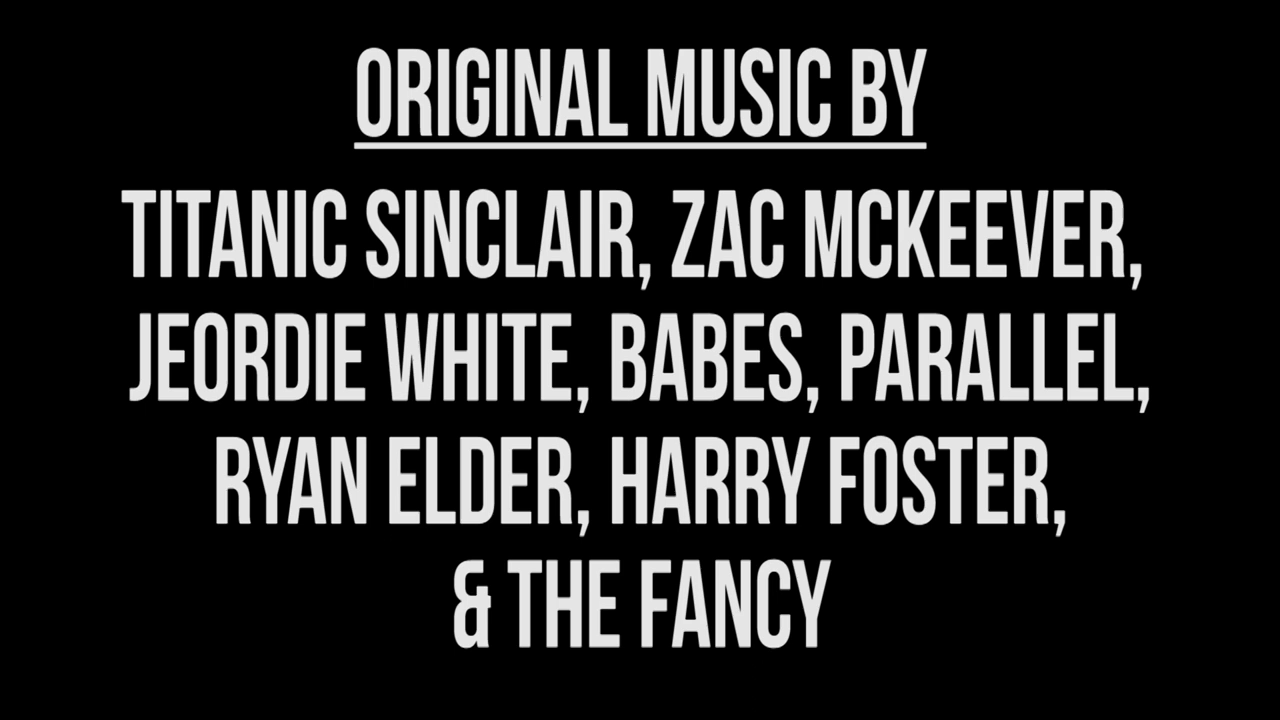 ORIGINAL MUSIC BY
TITANIC SINCLAIR, ZAC MCKEEVER,
JEORDIE WHITE, BABES, PARALLEL,
RYAN ELDER, HARRY FOSTER,
& THE FANCY